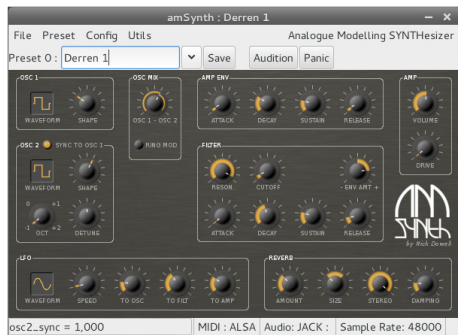 amSynth : Derren 1
File Preset Config Utils Analogue Modelling SYNTHesizer
Preset 0 : Derren 1 Save Audition Panic
OSC 1
WAVEFORM SHAPE
OSC 2 SYNC TO OSC 1
WAVEFORM SHAPE
0 +1
-1 +2
OCT DETUNE
OSC MIX
OSC 1 - OSC 2
RING MOD
AMP ENV
ATTACK DECAY SUSTAIN RELEASE
FILTER
RESON. CUTOFF - ENV AMT +
ATTACK DECAY SUSTAIN RELEASE
AMP
VOLUME
DRIVE
AM
SYNTH
by Nick Dowell
LFO
SPEED TO OSC TO FILT TO AMP
WAVEFORM
REVERB
AMOUNT SIZE STEREO DAMPING
osc2_sync = 1,000 MIDI : ALSA Audio: JACK : Sample Rate: 48000